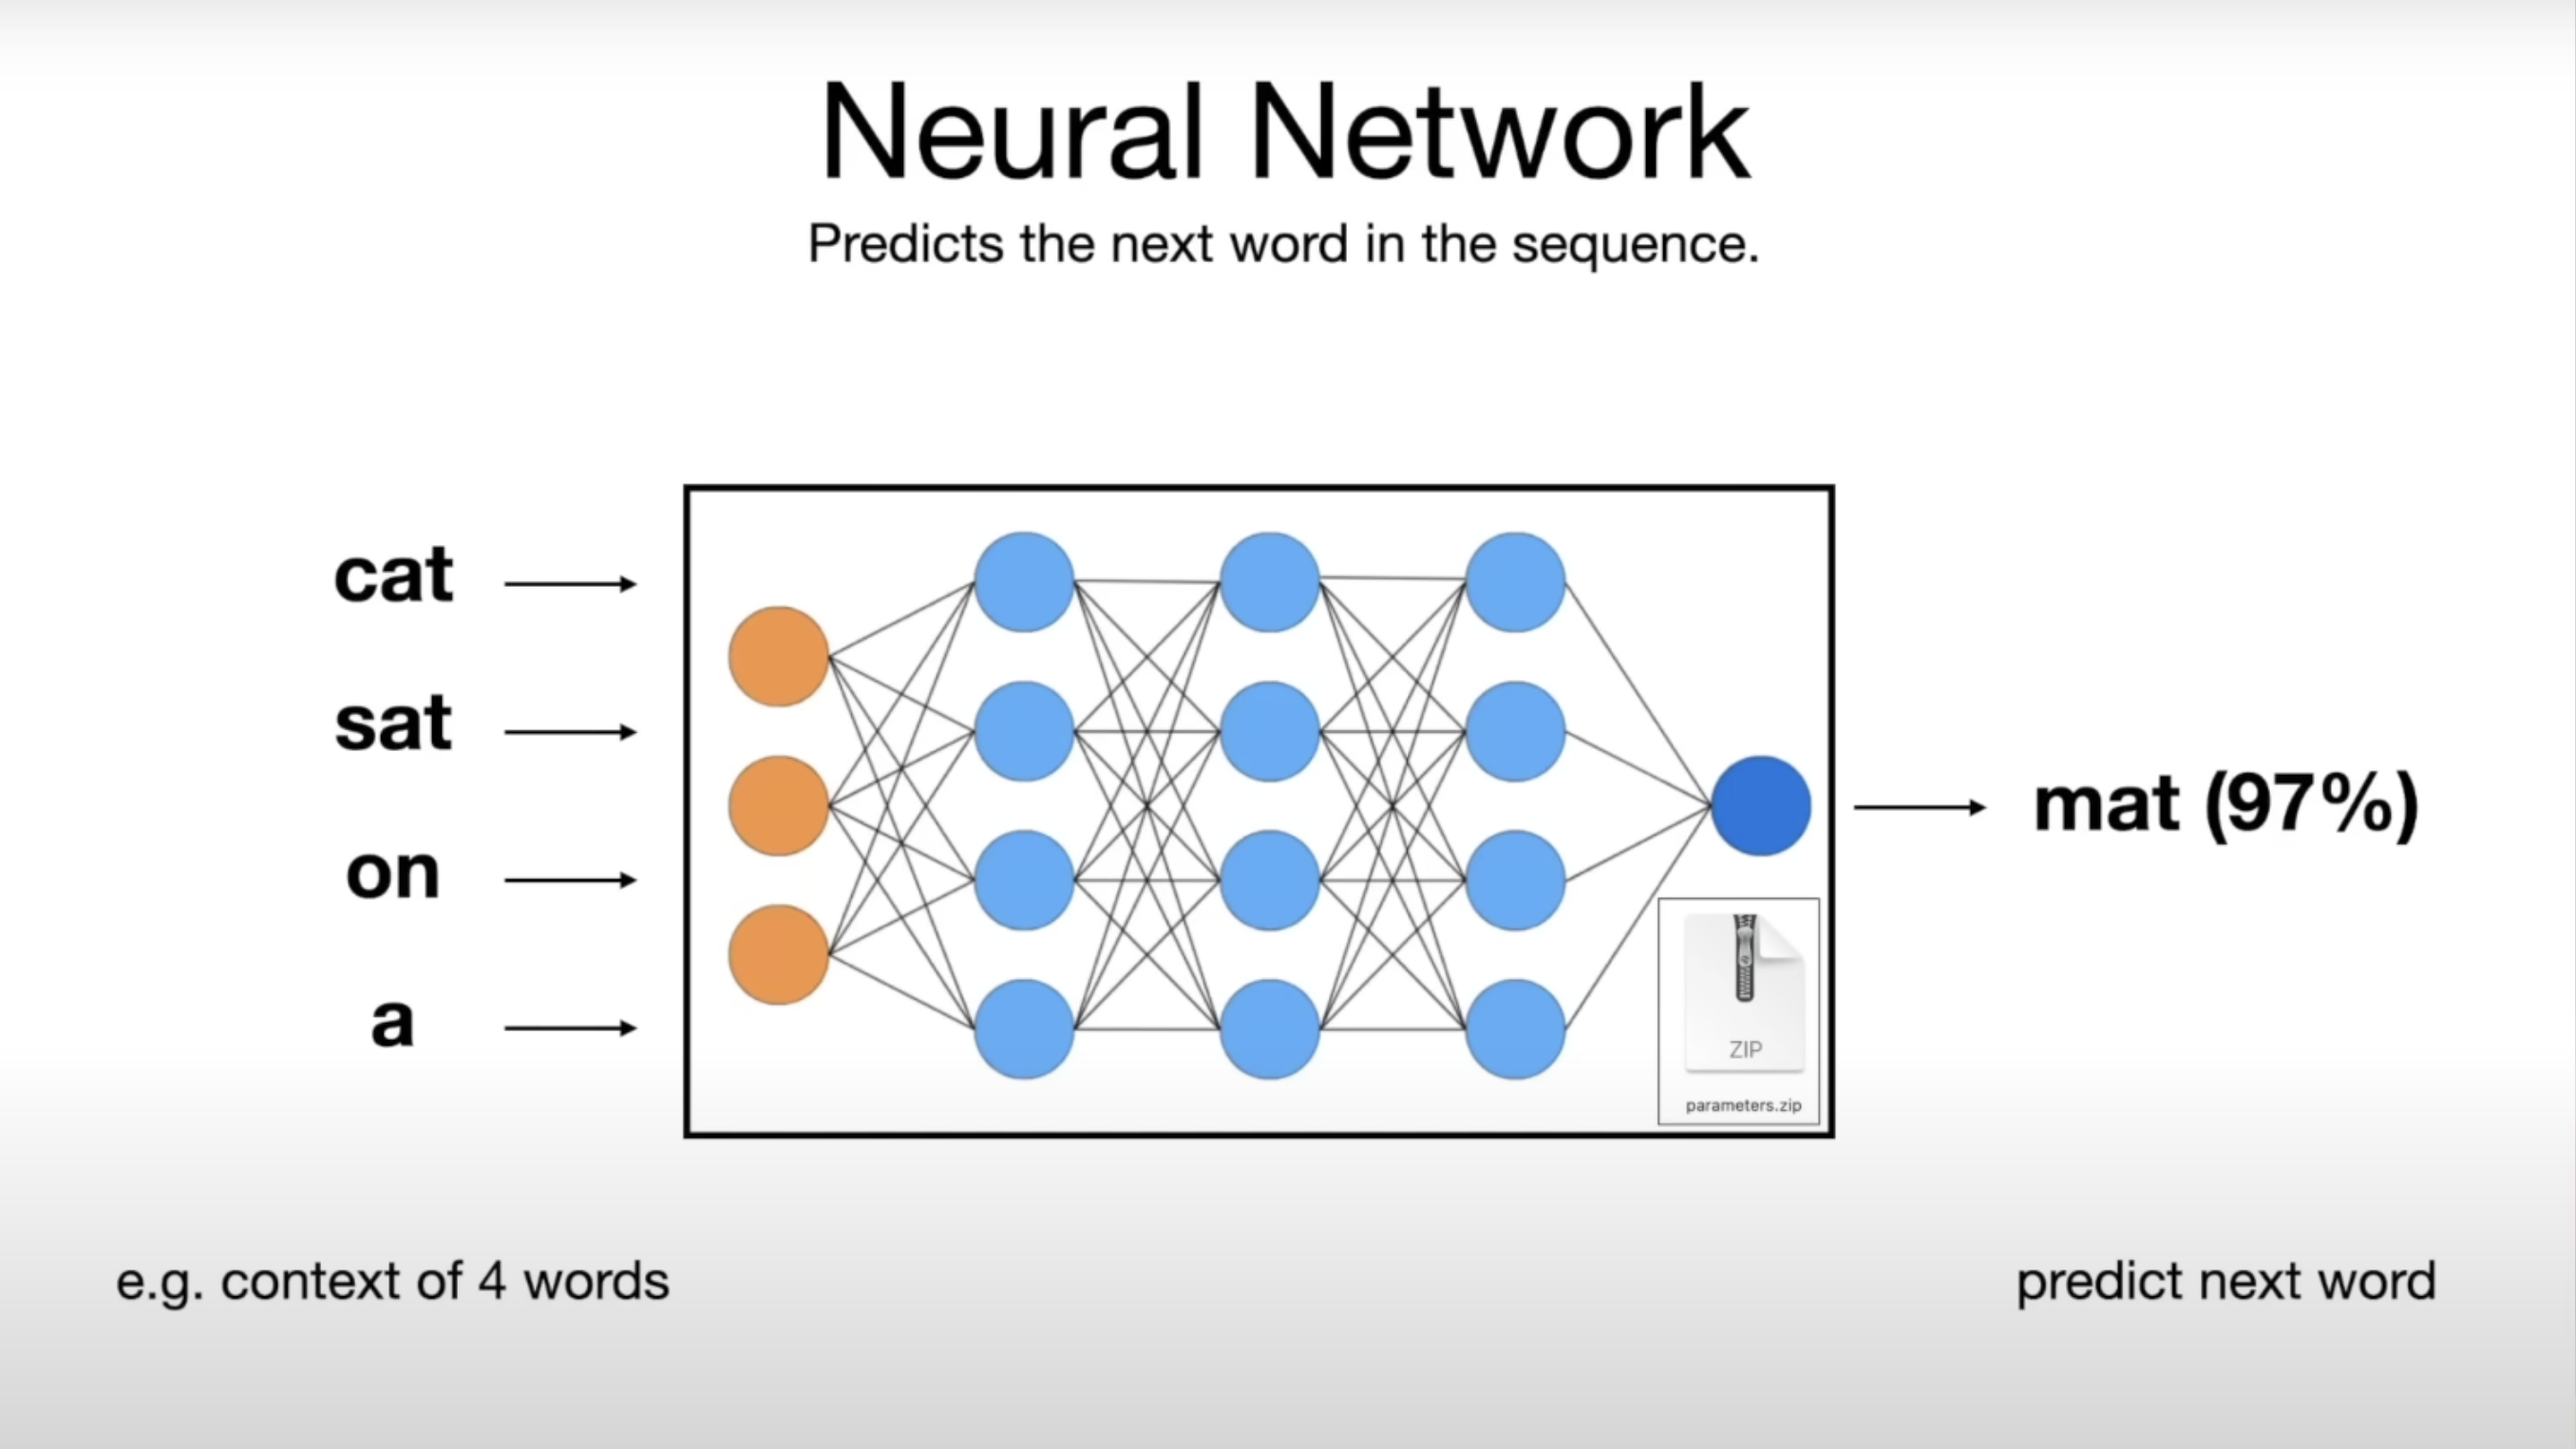 Neural Network
Predicts the next word in the sequence.
cat
sat
on
a
mat (97%)
ZIP
parameters.zip
e.g. context of 4 words
predict next word